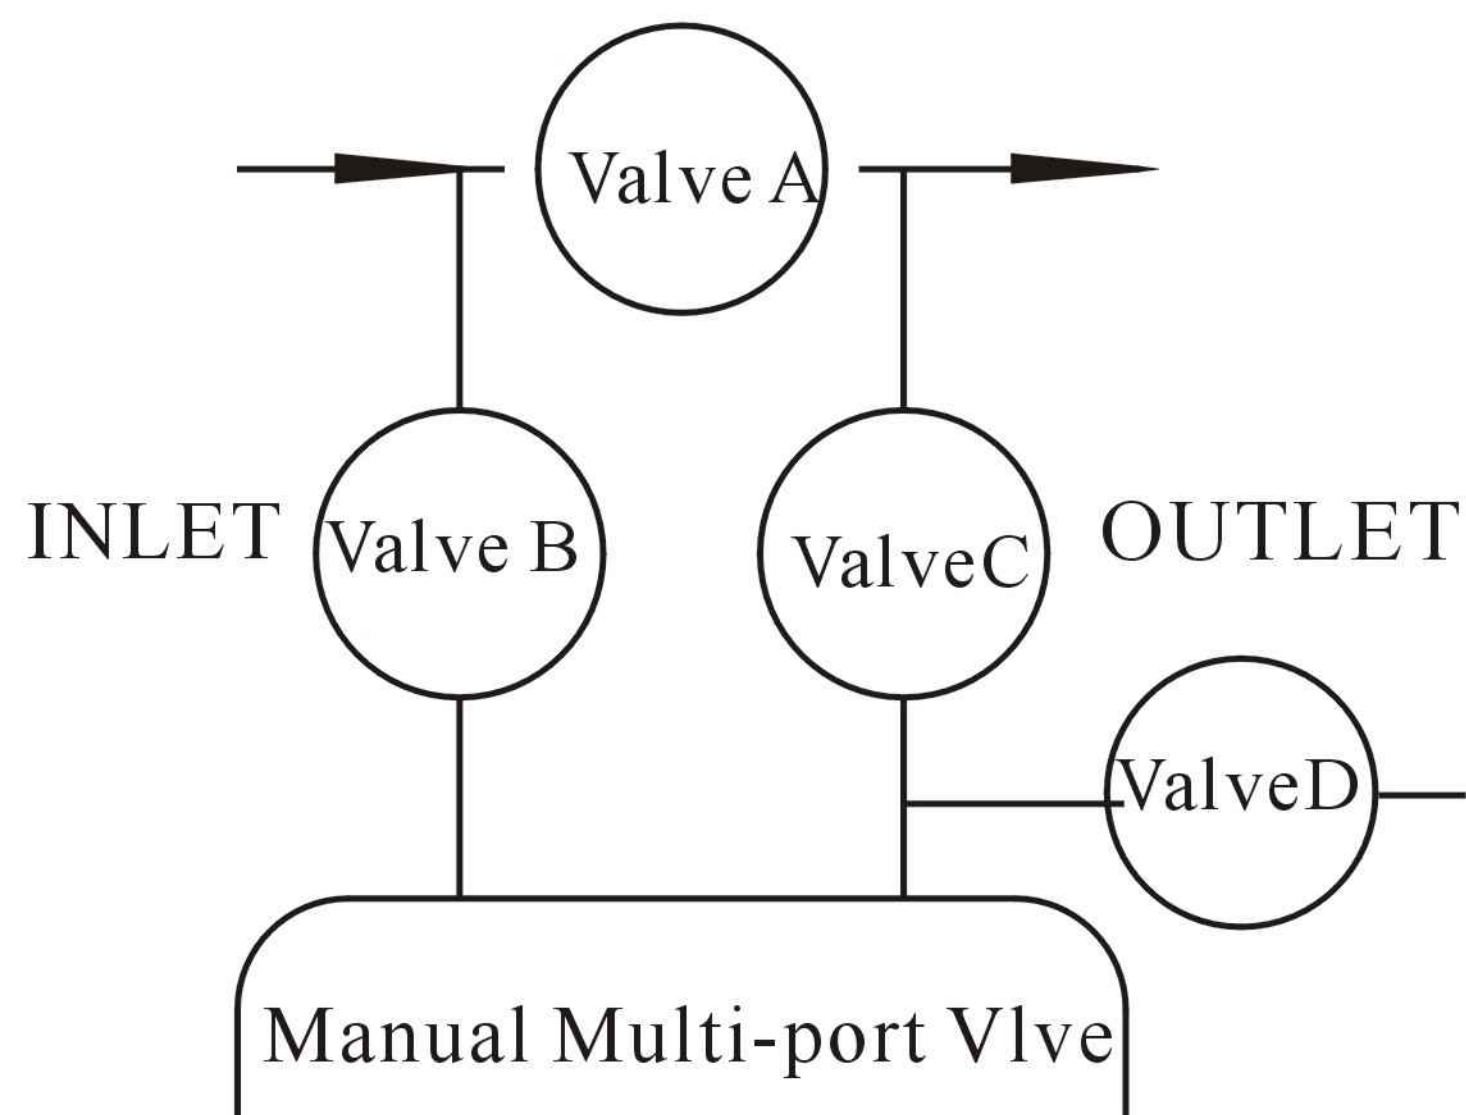 Valve A
INLET
Valve B
ValveC
OUTLET
ValveD
Manual Multi-port Vlve